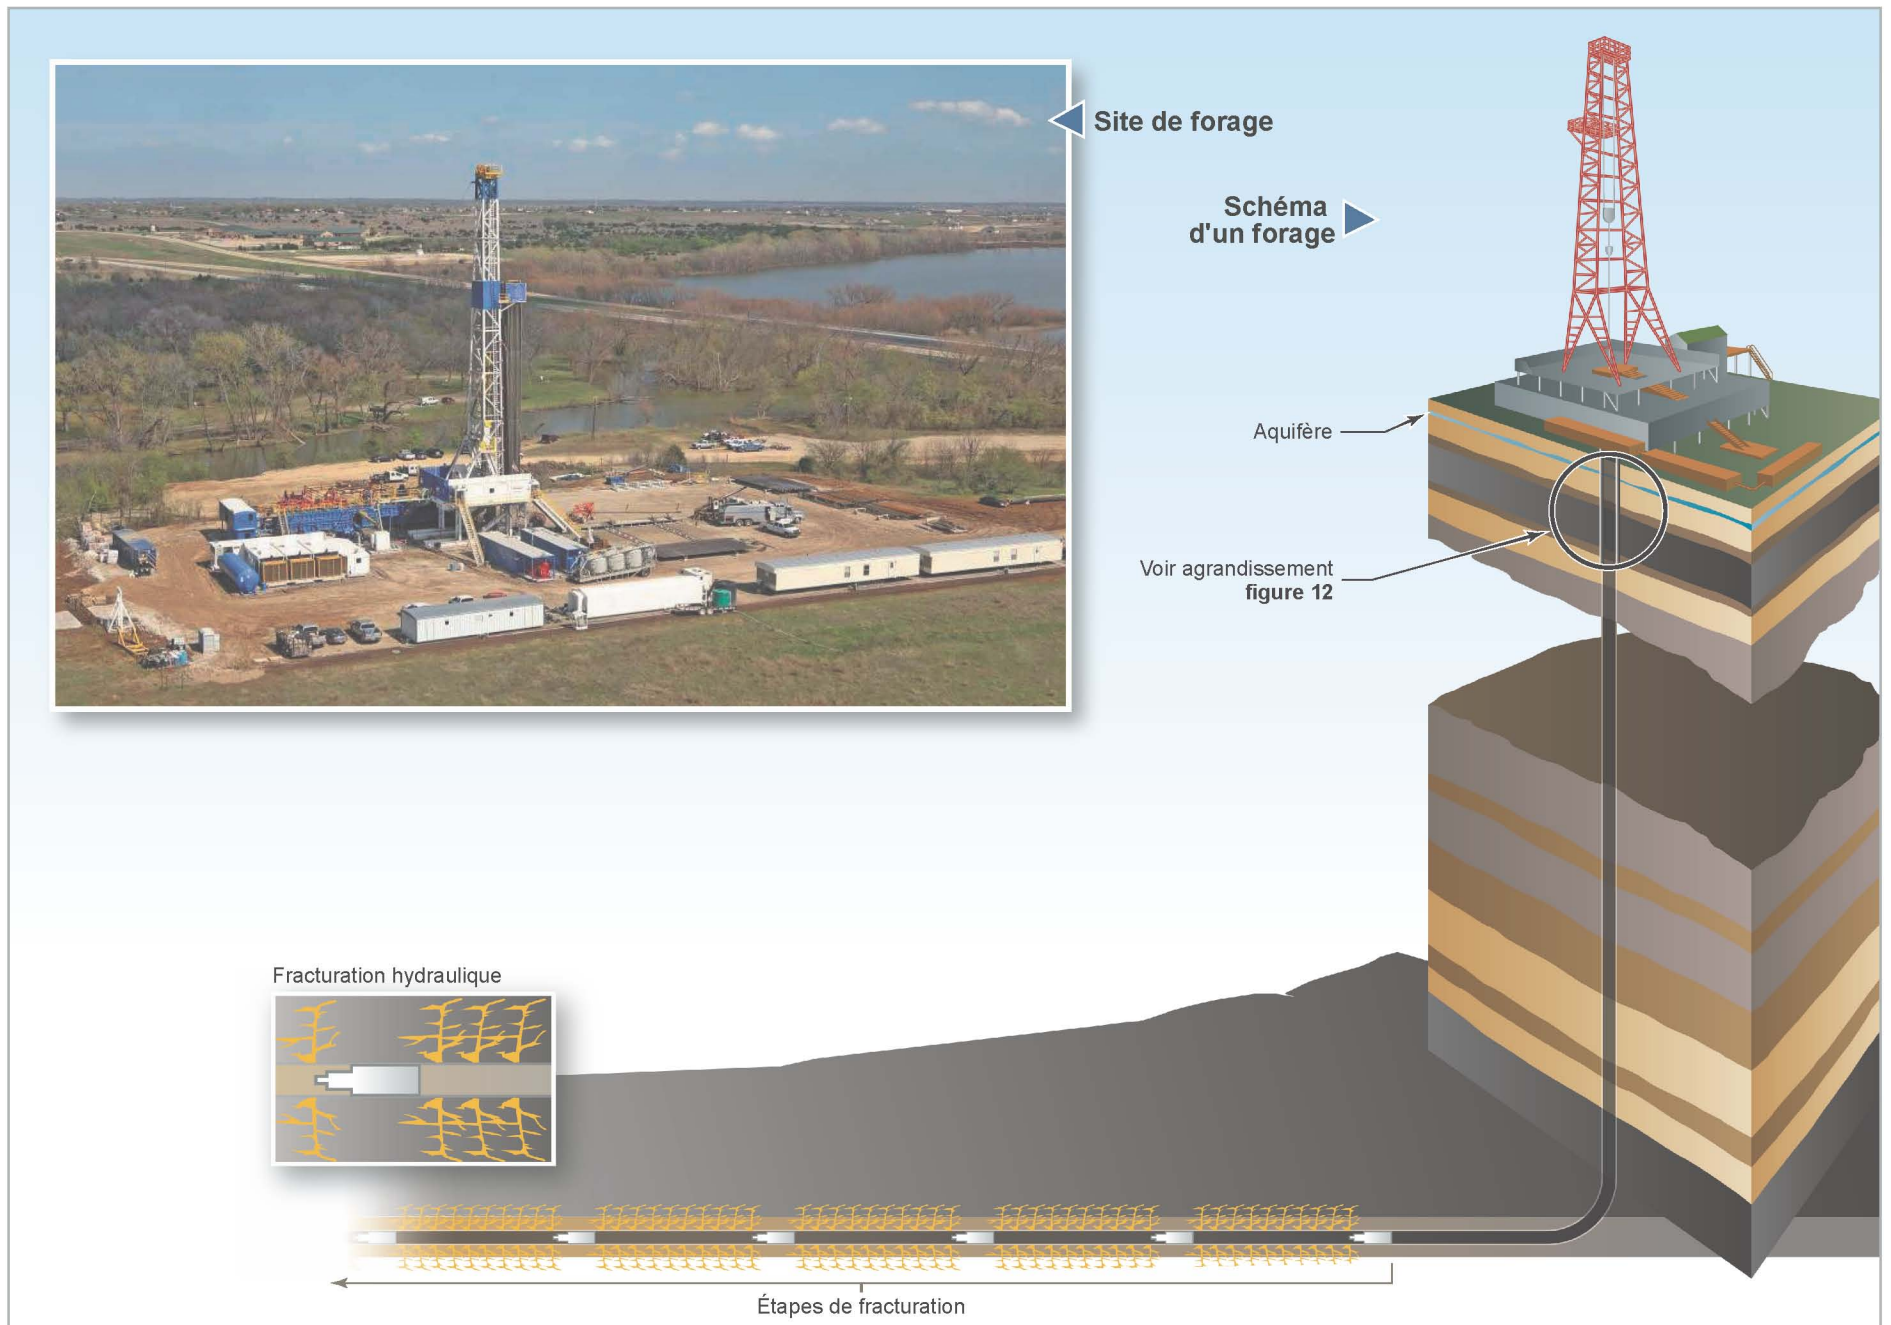 Site de forage
Schéma
d'un forage
Aquifère
Voir agrandissement
figure 12
Fracturation hydraulique
Étapes de fracturation